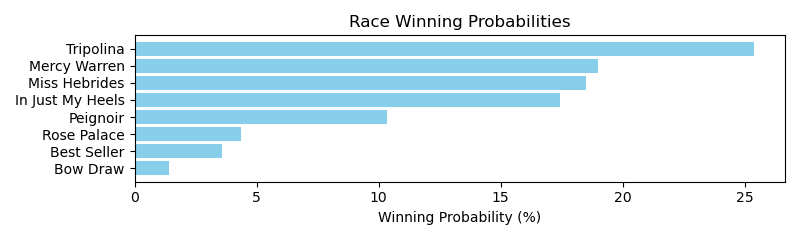 Race Winning Probabilities
Tripolina
Mercy Warren
Miss Hebrides
In Just My Heels
Peignoir
Rose Palace
Best Seller
Bow Draw
0 5 10 15 20 25
Winning Probability (%)